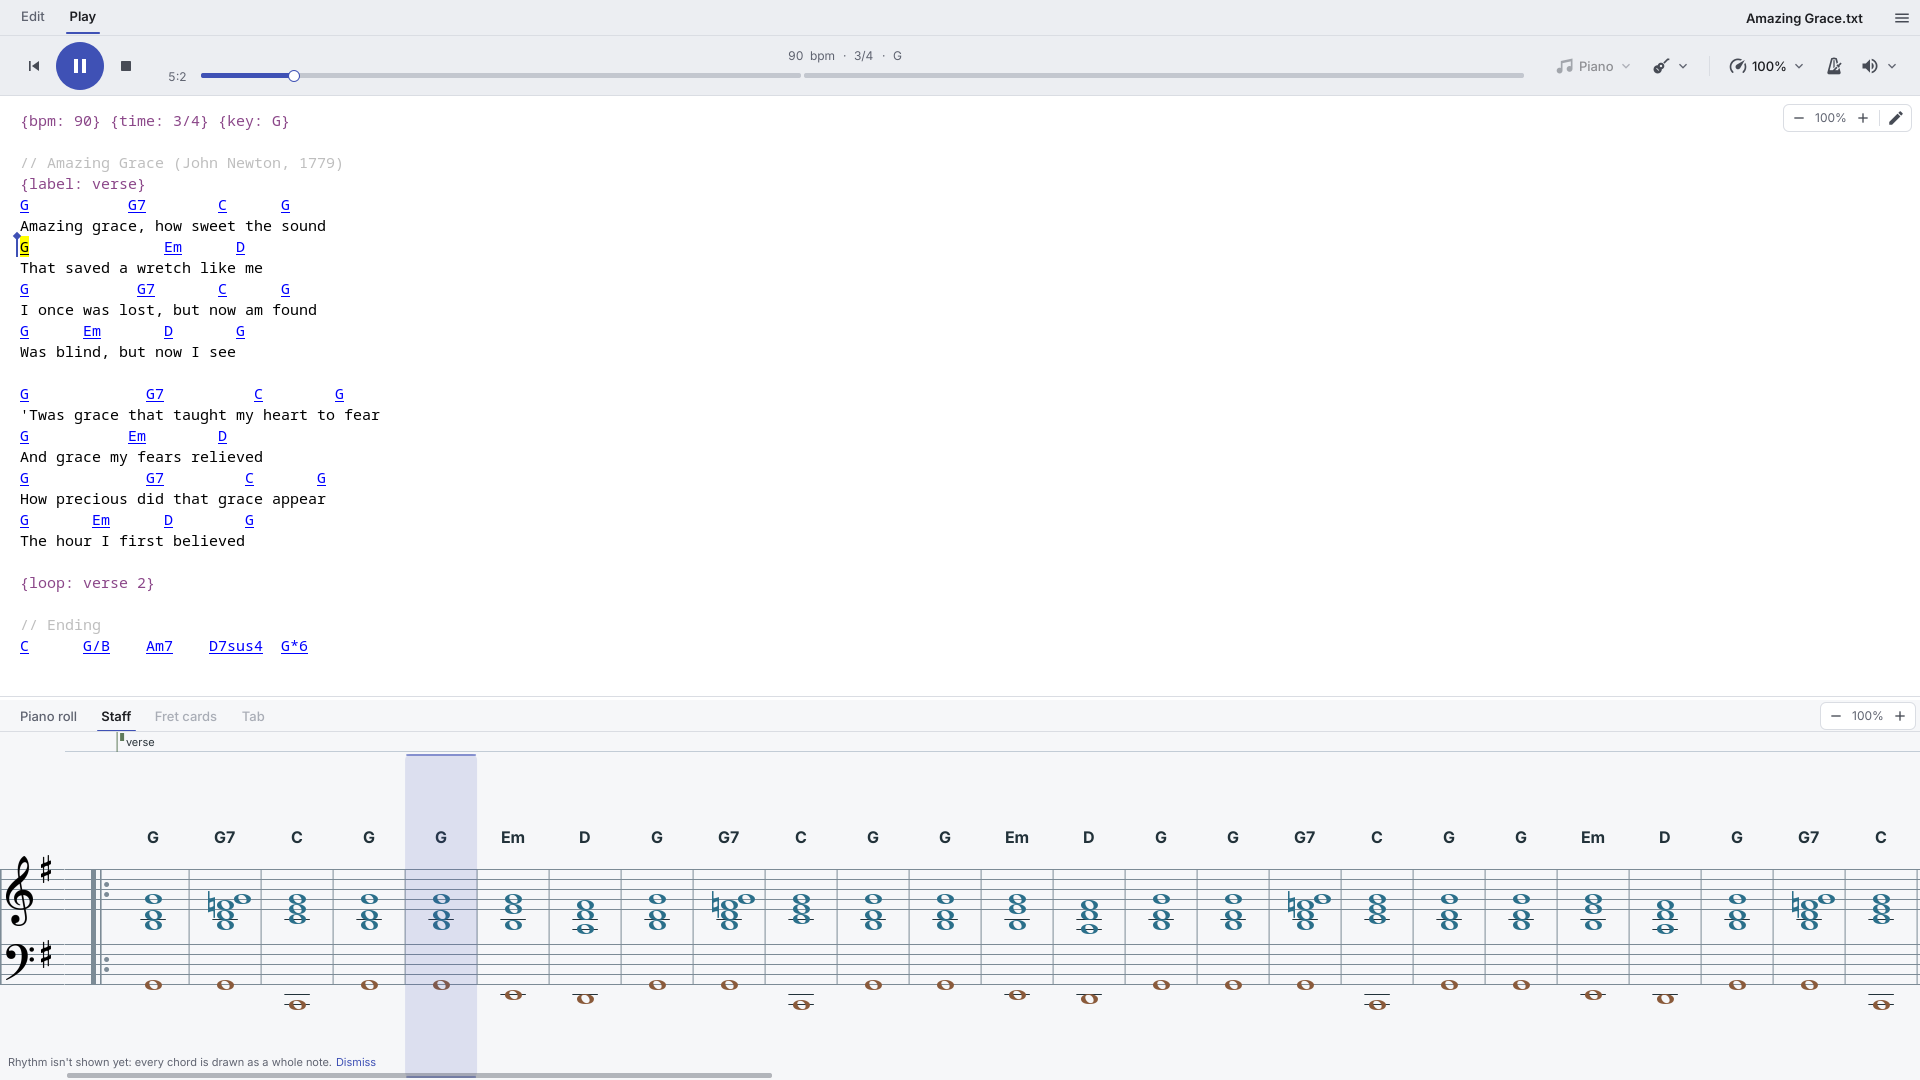 Edit Play Amazing Grace.txt
90 bpm · 3/4 · G
5:2 Piano 100%
{bpm: 90} {time: 3/4} {key: G}
100%
// Amazing Grace (John Newton, 1779)
{label: verse}
G G7 C G
Amazing grace, how sweet the sound
G Em D
That saved a wretch like me
G G7 C G
I once was lost, but now am found
G Em D G
Was blind, but now I see
G G7 C G
'Twas grace that taught my heart to fear
G Em D
And grace my fears relieved
G G7 C G
How precious did that grace appear
G Em D G
The hour I first believed
{loop: verse 2}
// Ending
C G/B Am7 D7sus4 G*6
Piano roll Staff Fret cards Tab 100%
verse
G G7 C G G Em D G G7 C G G Em D G G G7 C G G Em D G G7 C
Rhythm isn't shown yet: every chord is drawn as a whole note. Dismiss